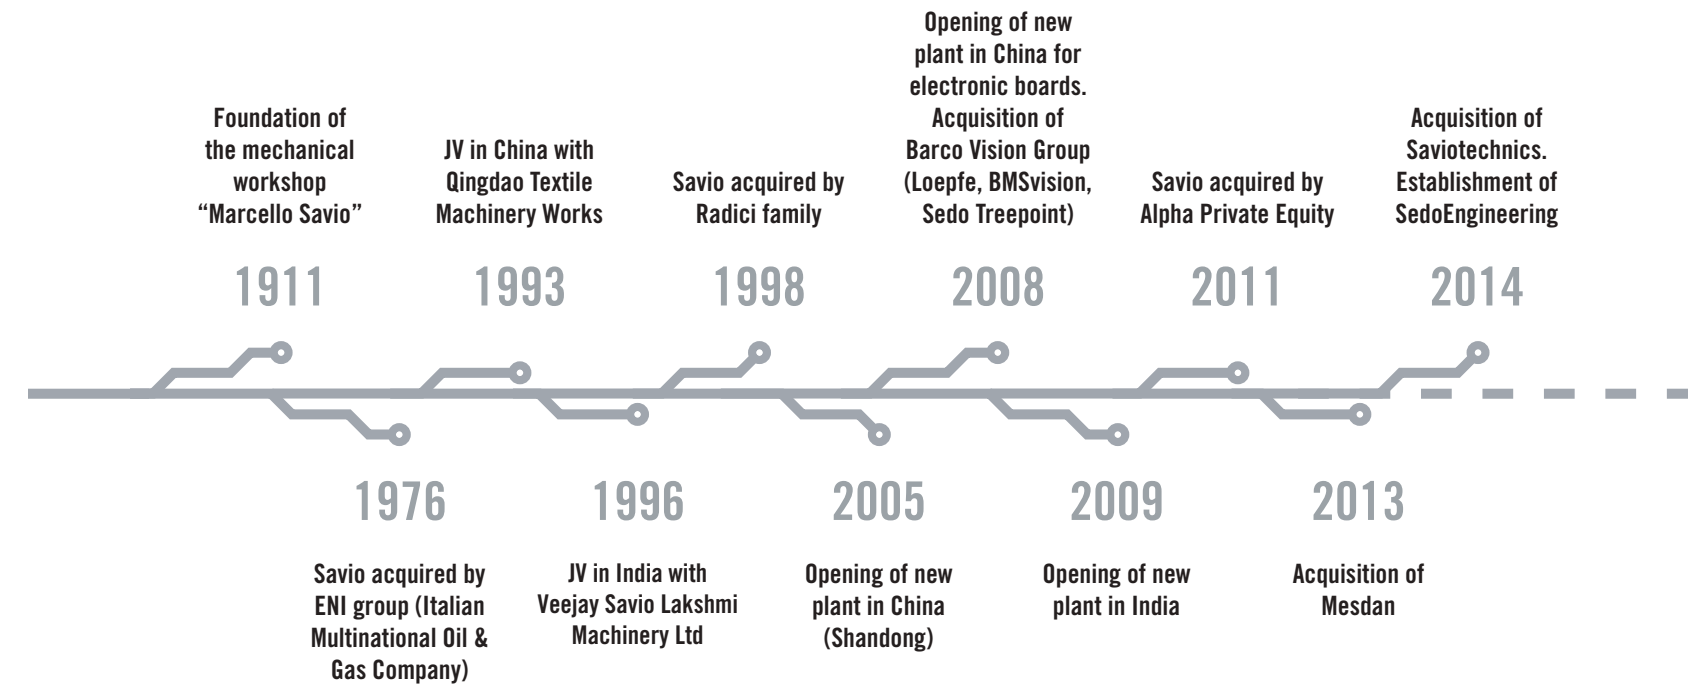 Foundation of
the mechanical
workshop
“Marcello Savio”
1911
Savio acquired by
ENI group (Italian
Multinational Oil &
Gas Company)
1976
JV in China with
Qingdao Textile
Machinery Works
1993
JV in India with
Veejay Savio Lakshmi
Machinery Ltd
1996
Savio acquired by
Radici family
1998
Opening of new
plant in China
(Shandong)
2005
Opening of new
plant in China for
electronic boards.
Acquisition of
Barco Vision Group
(Loepfe, BMSvision,
Sedo Treepoint)
2008
Opening of new
plant in India
2009
Savio acquired by
Alpha Private Equity
2011
Acquisition of
Mesdan
2013
Acquisition of
Saviotechnics.
Establishment of
SedoEngineering
2014